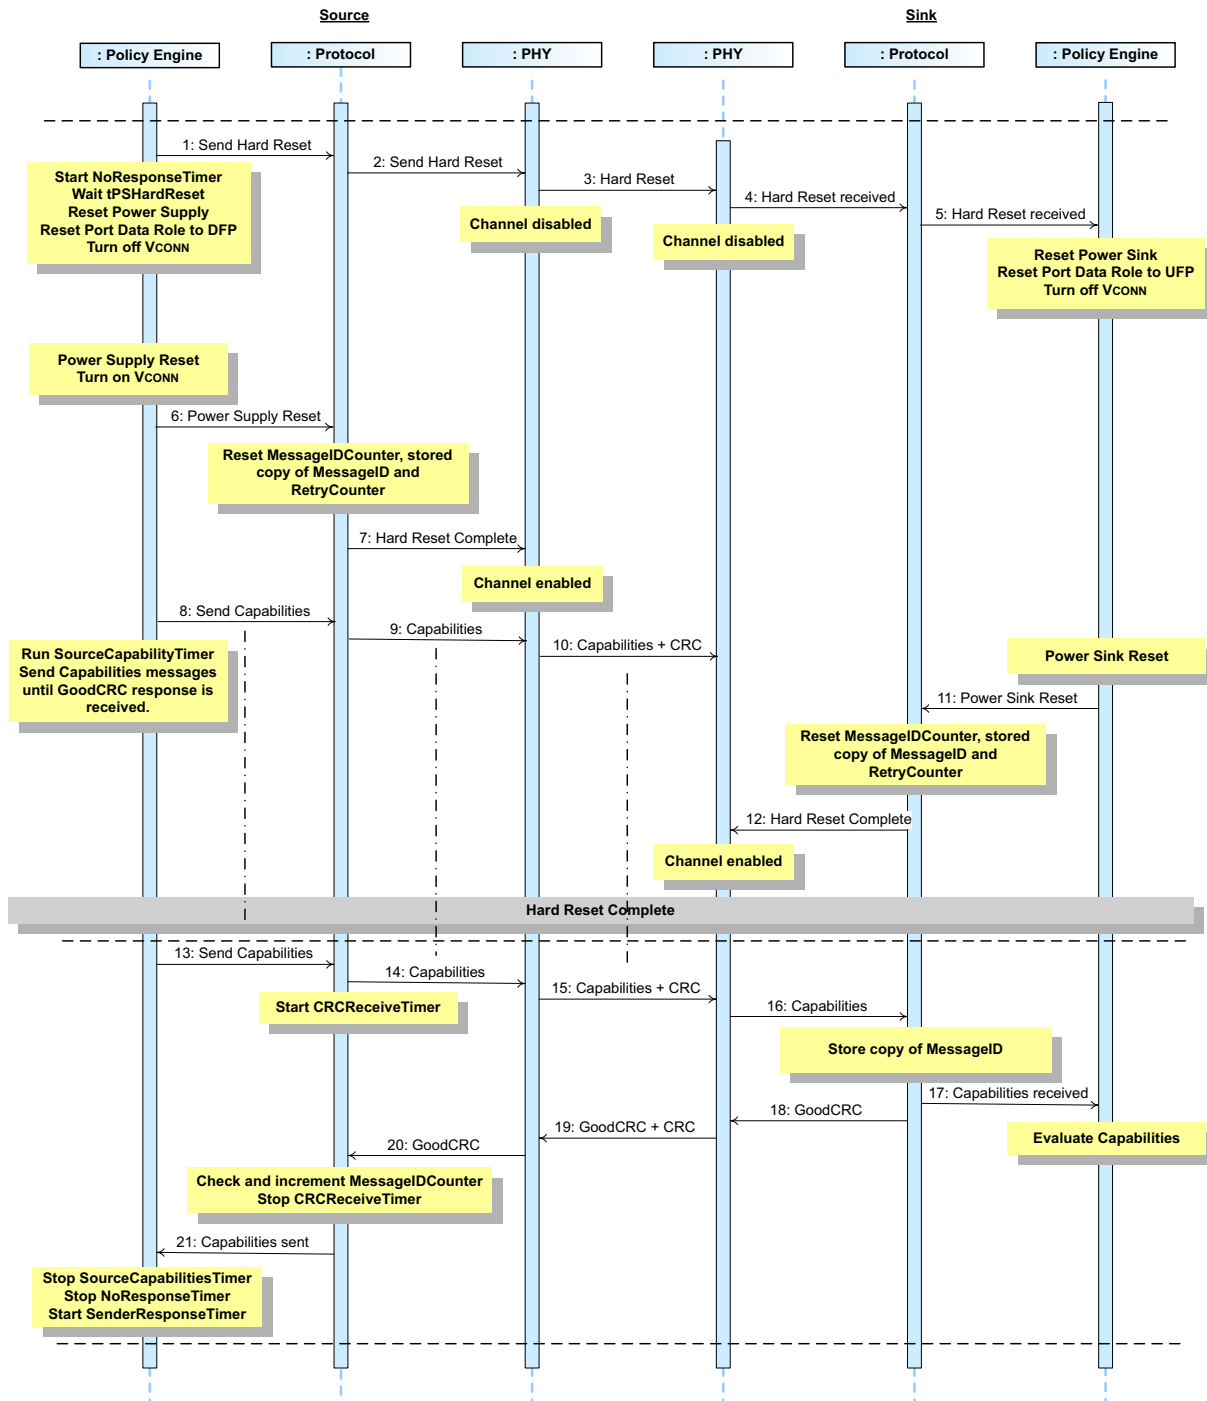 Source
Sink
: Policy Engine
: Protocol
: PHY
: PHY
: Protocol
: Policy Engine
1: Send Hard Reset
2: Send Hard Reset
3: Hard Reset
4: Hard Reset received
5: Hard Reset received
Start NoResponseTimer
Wait tPSHardReset
Reset Power Supply
Reset Port Data Role to DFP
Turn off VCONN
Channel disabled
Channel disabled
Reset Power Sink
Reset Port Data Role to UFP
Turn off VCONN
Power Supply Reset
Turn on VCONN
6: Power Supply Reset
Reset MessageIDCounter, stored
copy of MessageID and
RetryCounter
7: Hard Reset Complete
Channel enabled
8: Send Capabilities
9: Capabilities
10: Capabilities + CRC
Run SourceCapabilityTimer
Send Capabilities messages
until GoodCRC response is
received.
Power Sink Reset
11: Power Sink Reset
Reset MessageIDCounter, stored
copy of MessageID and
RetryCounter
12: Hard Reset Complete
Channel enabled
Hard Reset Complete
13: Send Capabilities
14: Capabilities
15: Capabilities + CRC
16: Capabilities
Start CRCReceiveTimer
Store copy of MessageID
17: Capabilities received
18: GoodCRC
19: GoodCRC + CRC
20: GoodCRC
Evaluate Capabilities
Check and increment MessageIDCounter
Stop CRCReceiveTimer
21: Capabilities sent
Stop SourceCapabilitiesTimer
Stop NoResponseTimer
Start SenderResponseTimer